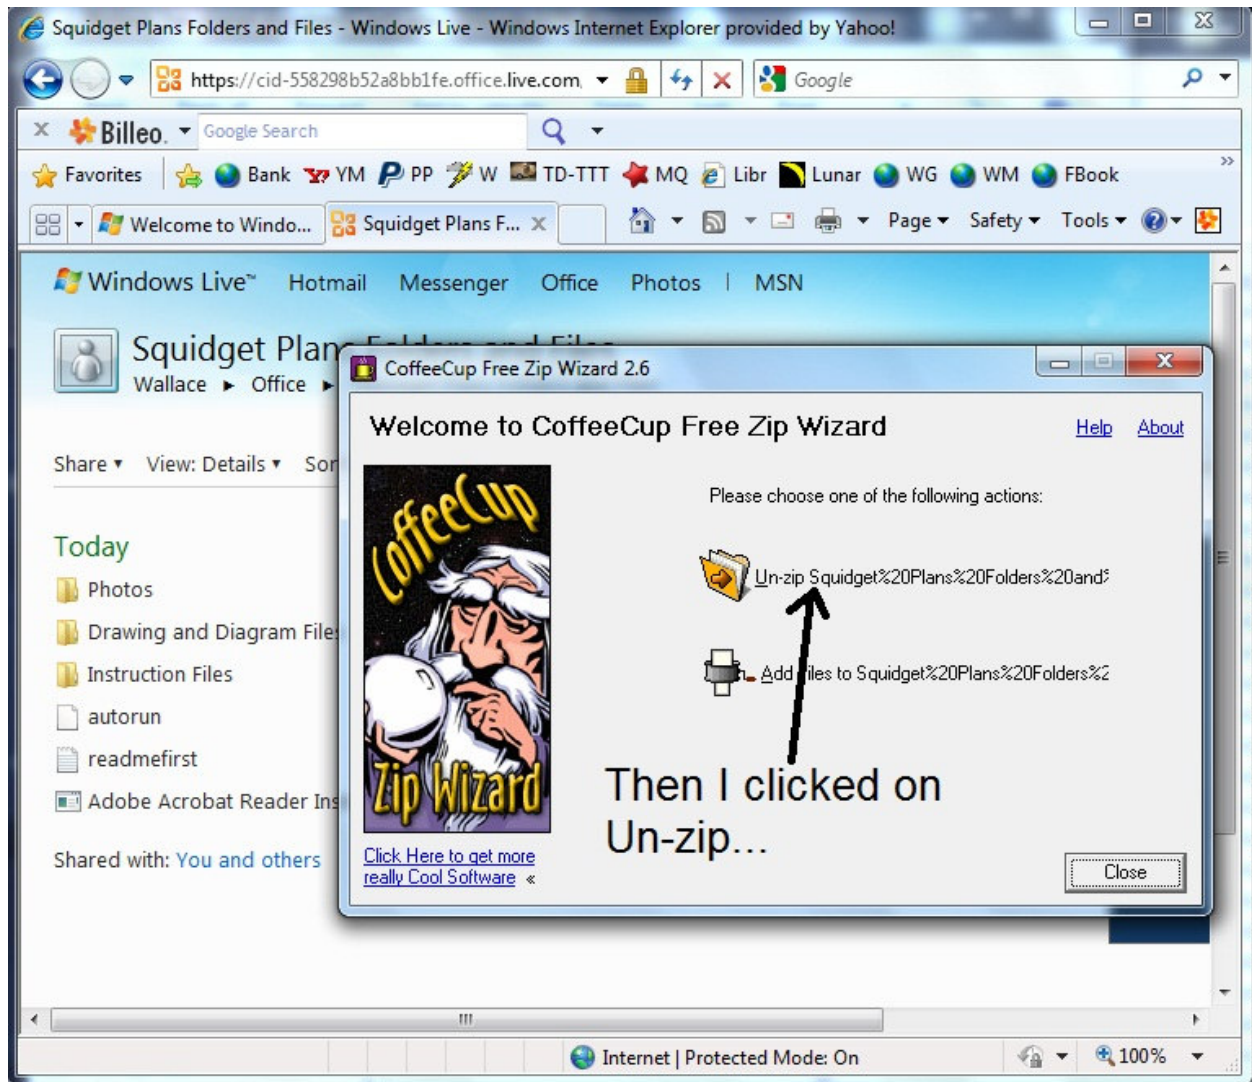 Squidget Plans Folders and Files - Windows Live - Windows Internet Explorer provided by Yahoo!
https://cid-558298b52a8bb1fe.office.live.com, Google
x Billeo. Google Search
Favorites Bank YM PP W TD-TTT MQ Libr Lunar WG WM FBook »
Welcome to Windo... Squidget Plans F... x Page Safety Tools
Windows Live™ Hotmail Messenger Office Photos | MSN
Squidget Plans Folders and Files
Wallace ► Office ►
Share View: Details
Today
Photos
Drawing and Diagram Files
Instruction Files
autorun
readmefirst
Adobe Acrobat Reader Ins
Shared with: You and others
CoffeeCup Free Zip Wizard 2.6
Welcome to CoffeeCup Free Zip Wizard Help About
CoffeeCup
Zip Wizard
Please choose one of the following actions:
Un-zip Squidget%20Plans%20Folders%20and%
Add files to Squidget%20Plans%20Folders%2
Then I clicked on
Un-zip...
Click Here to get more
really Cool Software «
Close
Internet | Protected Mode: On 100%